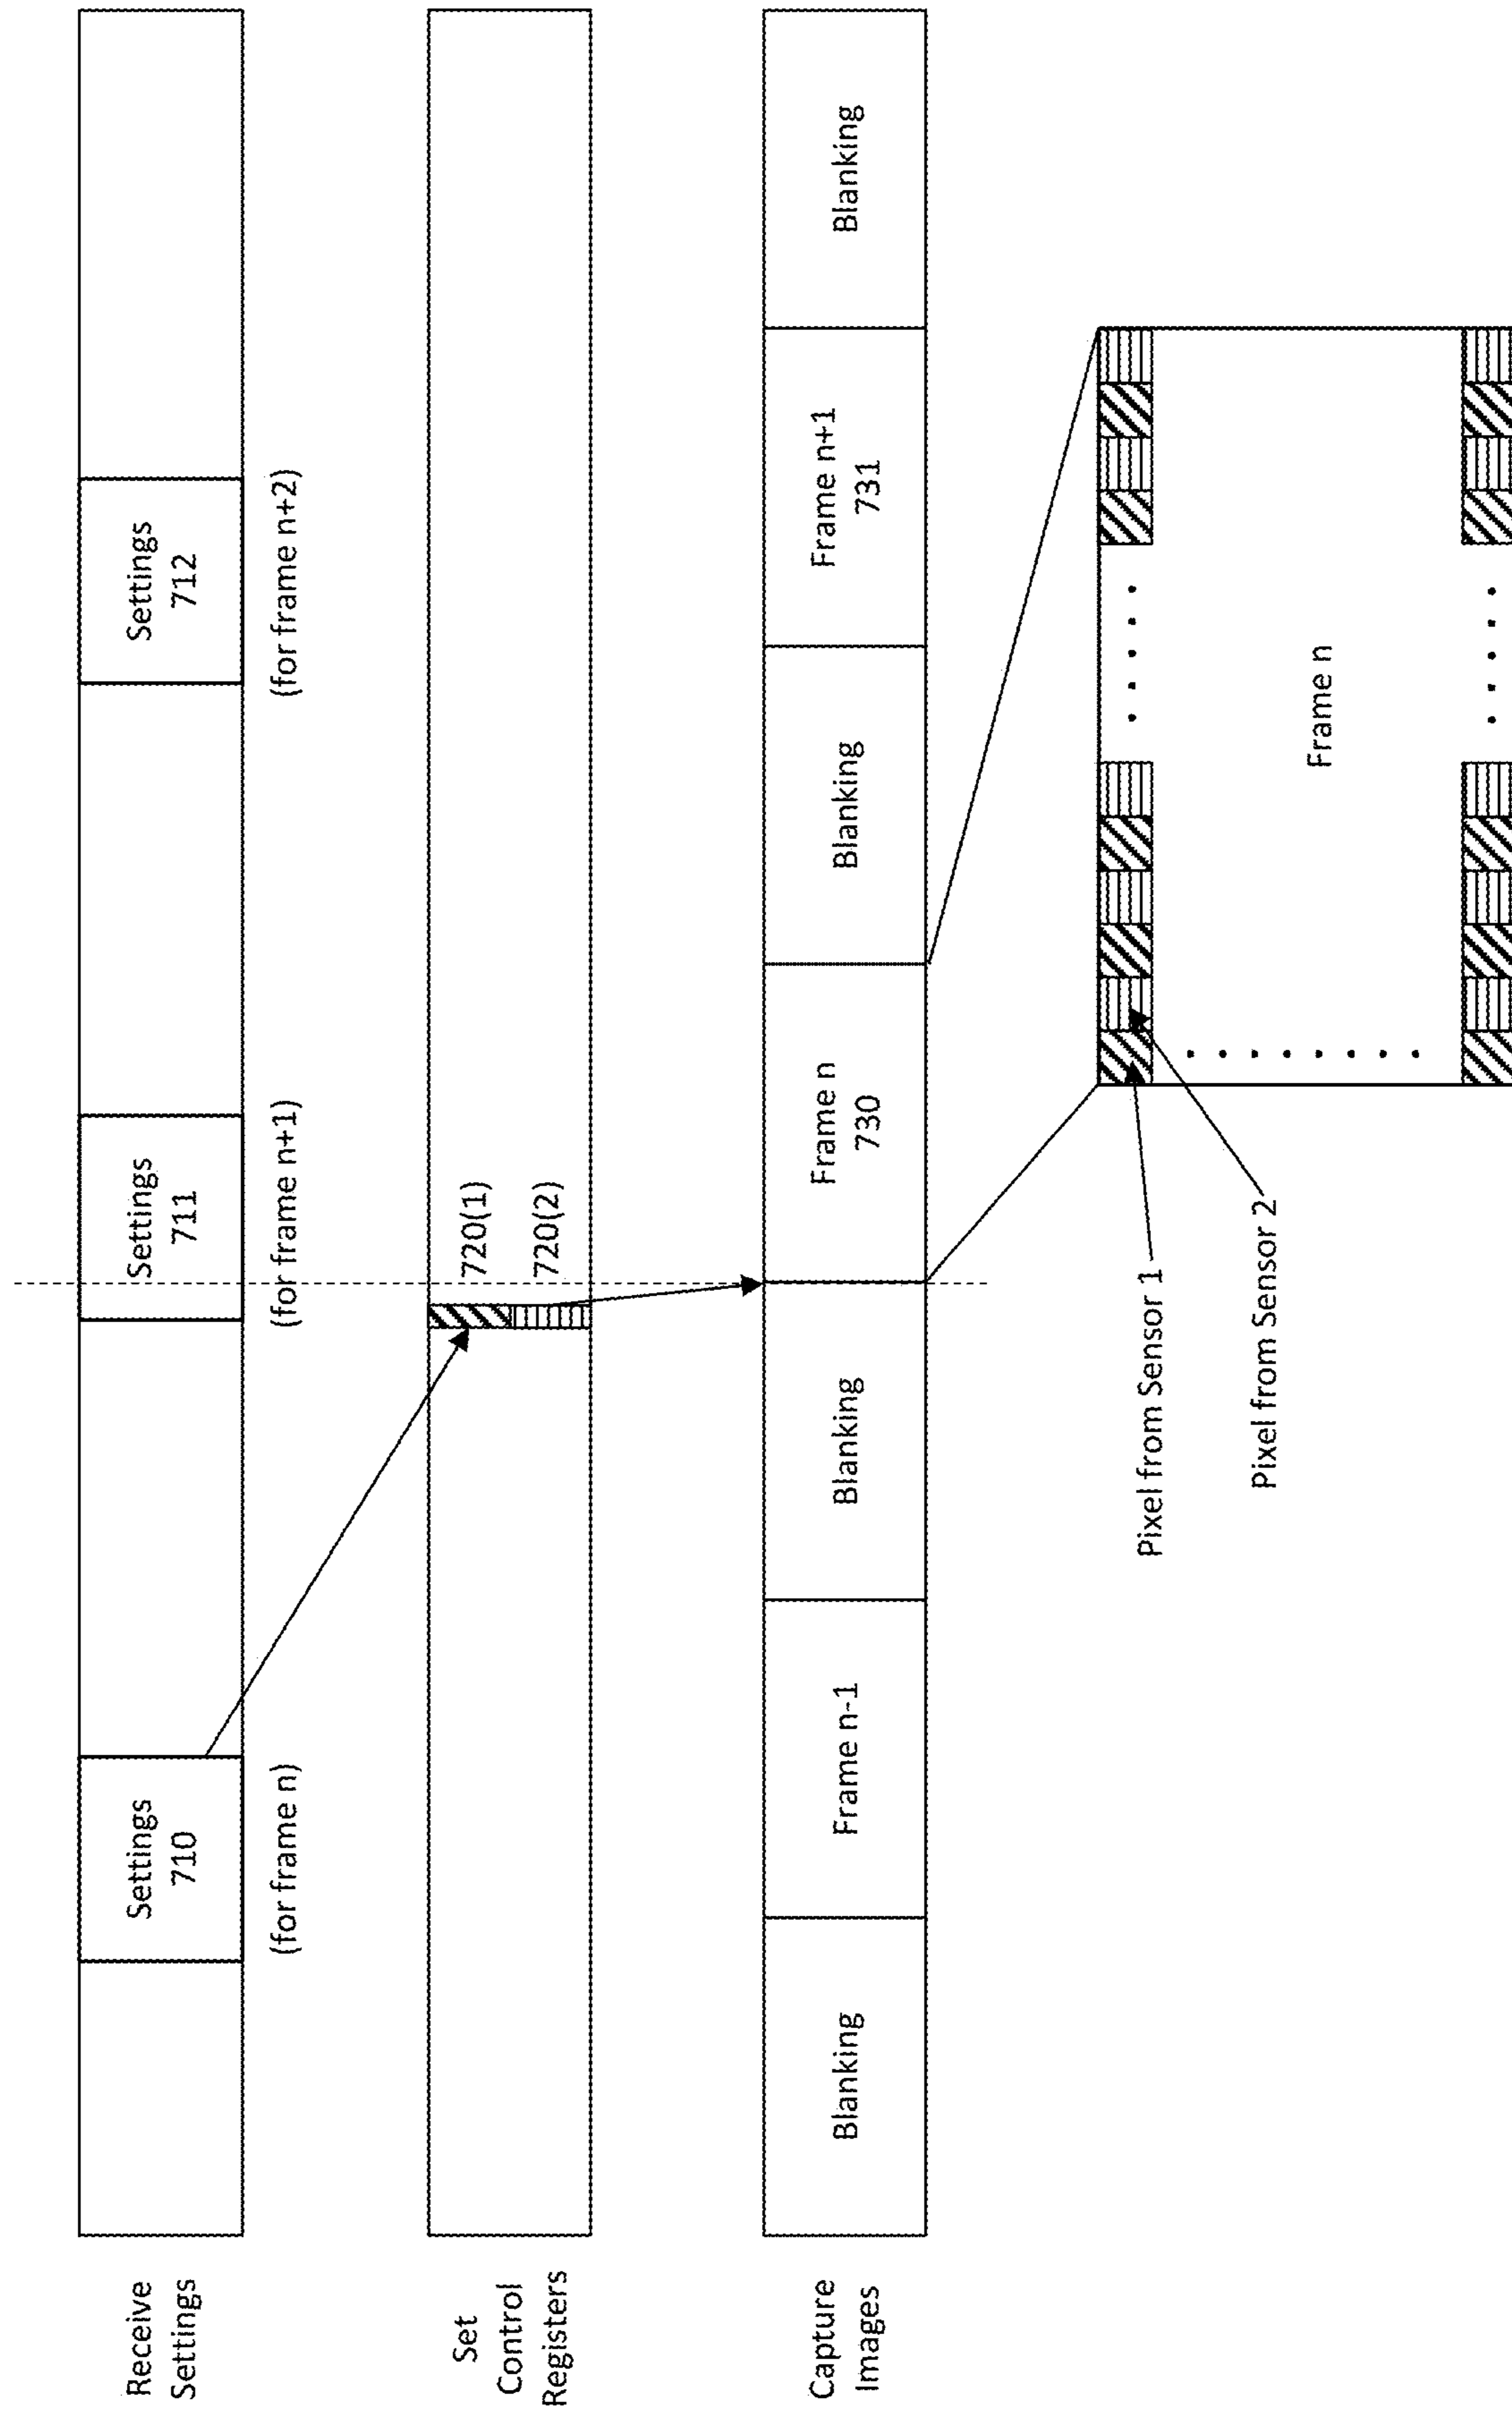 Receive
Settings
Settings
710
Settings
711
Settings
712
(for frame n)
(for frame n+1)
(for frame n+2)
Set
Control
Registers
720(1)
720(2)
Capture
Images
Blanking
Frame n-1
Blanking
Frame n
730
Blanking
Frame n+1
731
Blanking
Pixel from Sensor 1
Pixel from Sensor 2
Frame n